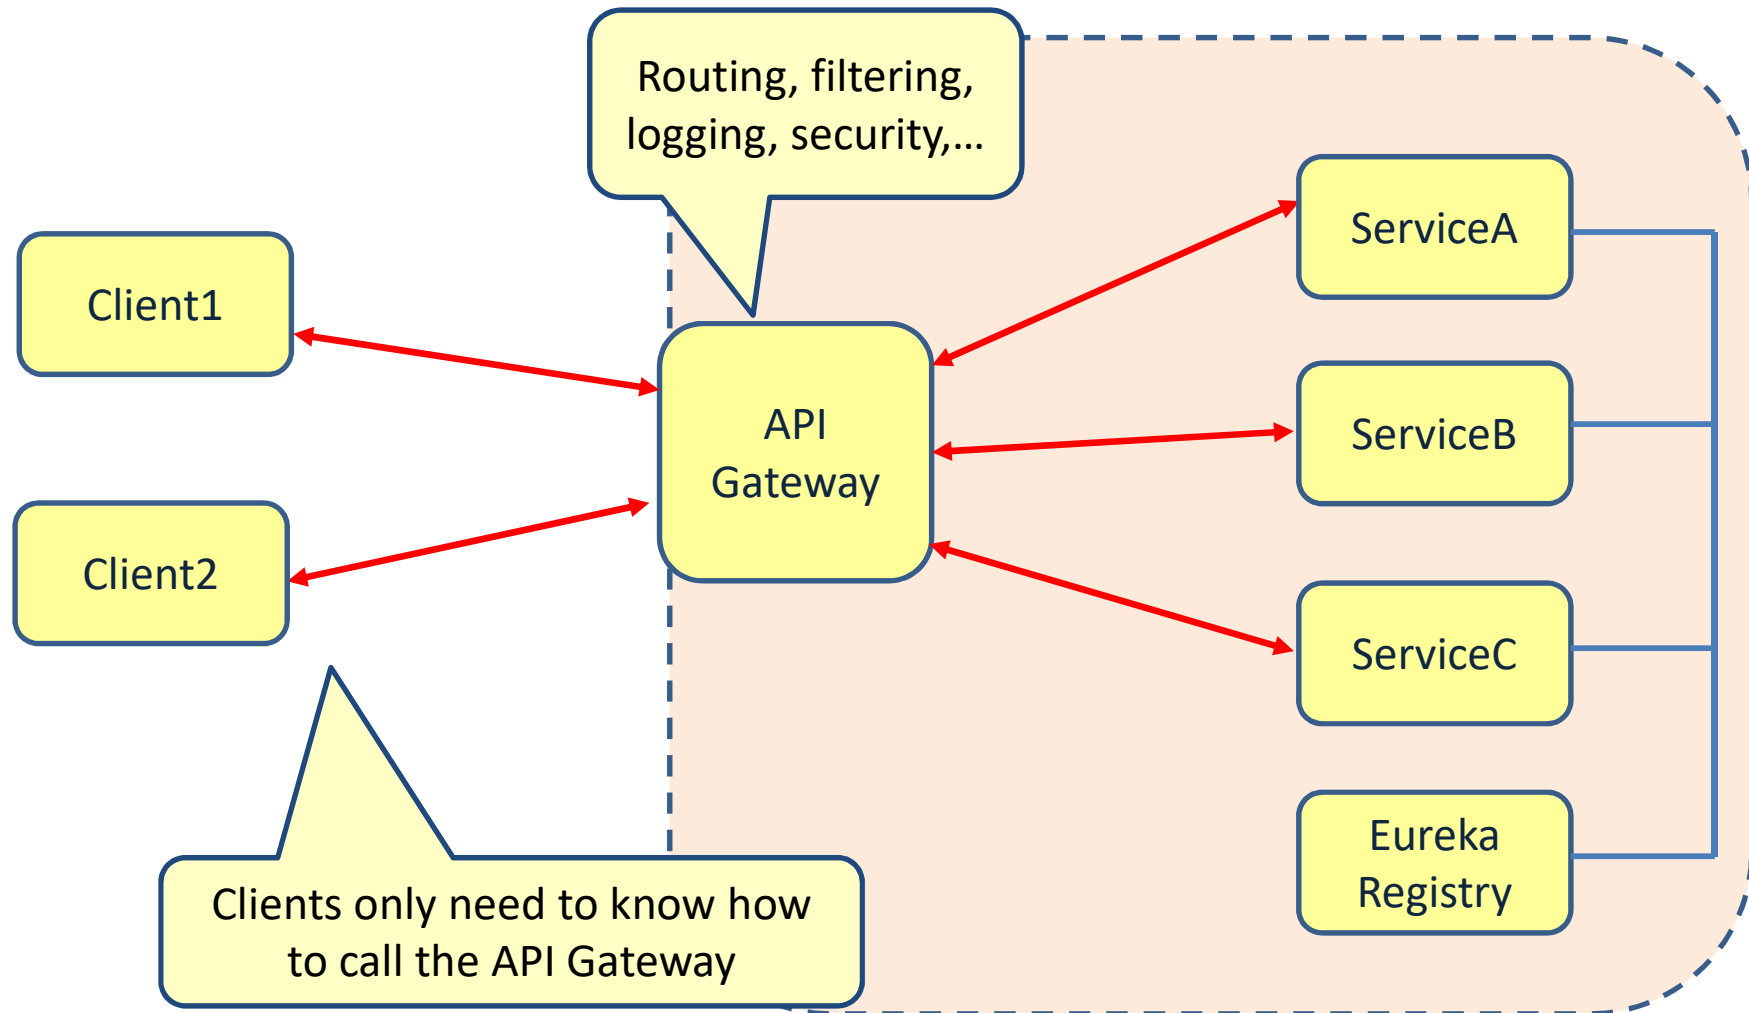 Routing, filtering,
logging, security,…
Client1
Client2
API
Gateway
ServiceA
ServiceB
ServiceC
Eureka
Registry
Clients only need to know how
to call the API Gateway